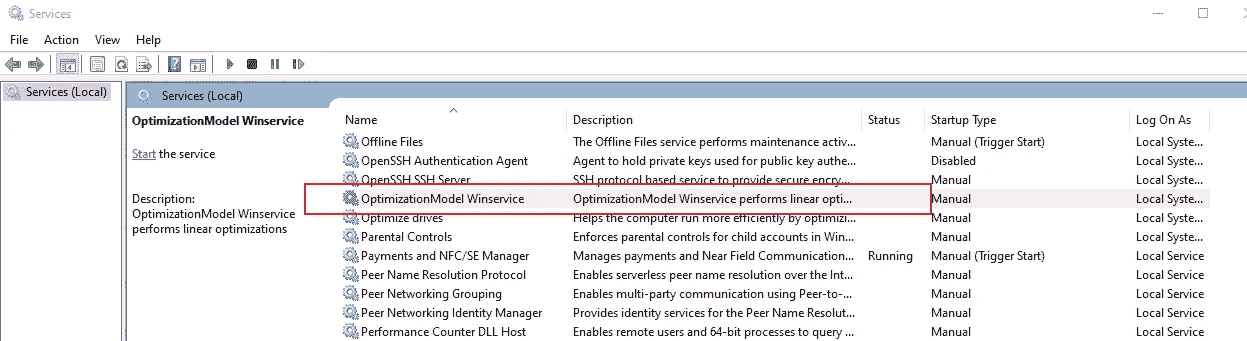 Services
File Action View Help
Services (Local)
Services (Local)
OptimizationModel Winservice
Start the service
Description:
OptimizationModel Winservice
performs linear optimizations
Name Description Status Startup Type Log On As
Offline Files The Offline Files service performs maintenance activ... Manual (Trigger Start) Local Syste...
OpenSSH Authentication Agent Agent to hold private keys used for public key authe... Disabled Local Syste...
OpenSSH SSH Server SSH protocol based service to provide secure encry... Manual Local Syste...
OptimizationModel Winservice OptimizationModel Winservice performs linear opti... Manual Local Syste...
Optimize drives Helps the computer run more efficiently by optimizi... Manual Local Syste...
Parental Controls Enforces parental controls for child accounts in Win... Manual Local Syste...
Payments and NFC/SE Manager Manages payments and Near Field Communication... Running Manual (Trigger Start) Local Service
Peer Name Resolution Protocol Enables serverless peer name resolution over the Int... Manual Local Service
Peer Networking Grouping Enables multi-party communication using Peer-to-... Manual Local Service
Peer Networking Identity Manager Provides identity services for the Peer Name Resolut... Manual Local Service
Performance Counter DLL Host Enables remote users and 64-bit processes to query ... Manual Local Service